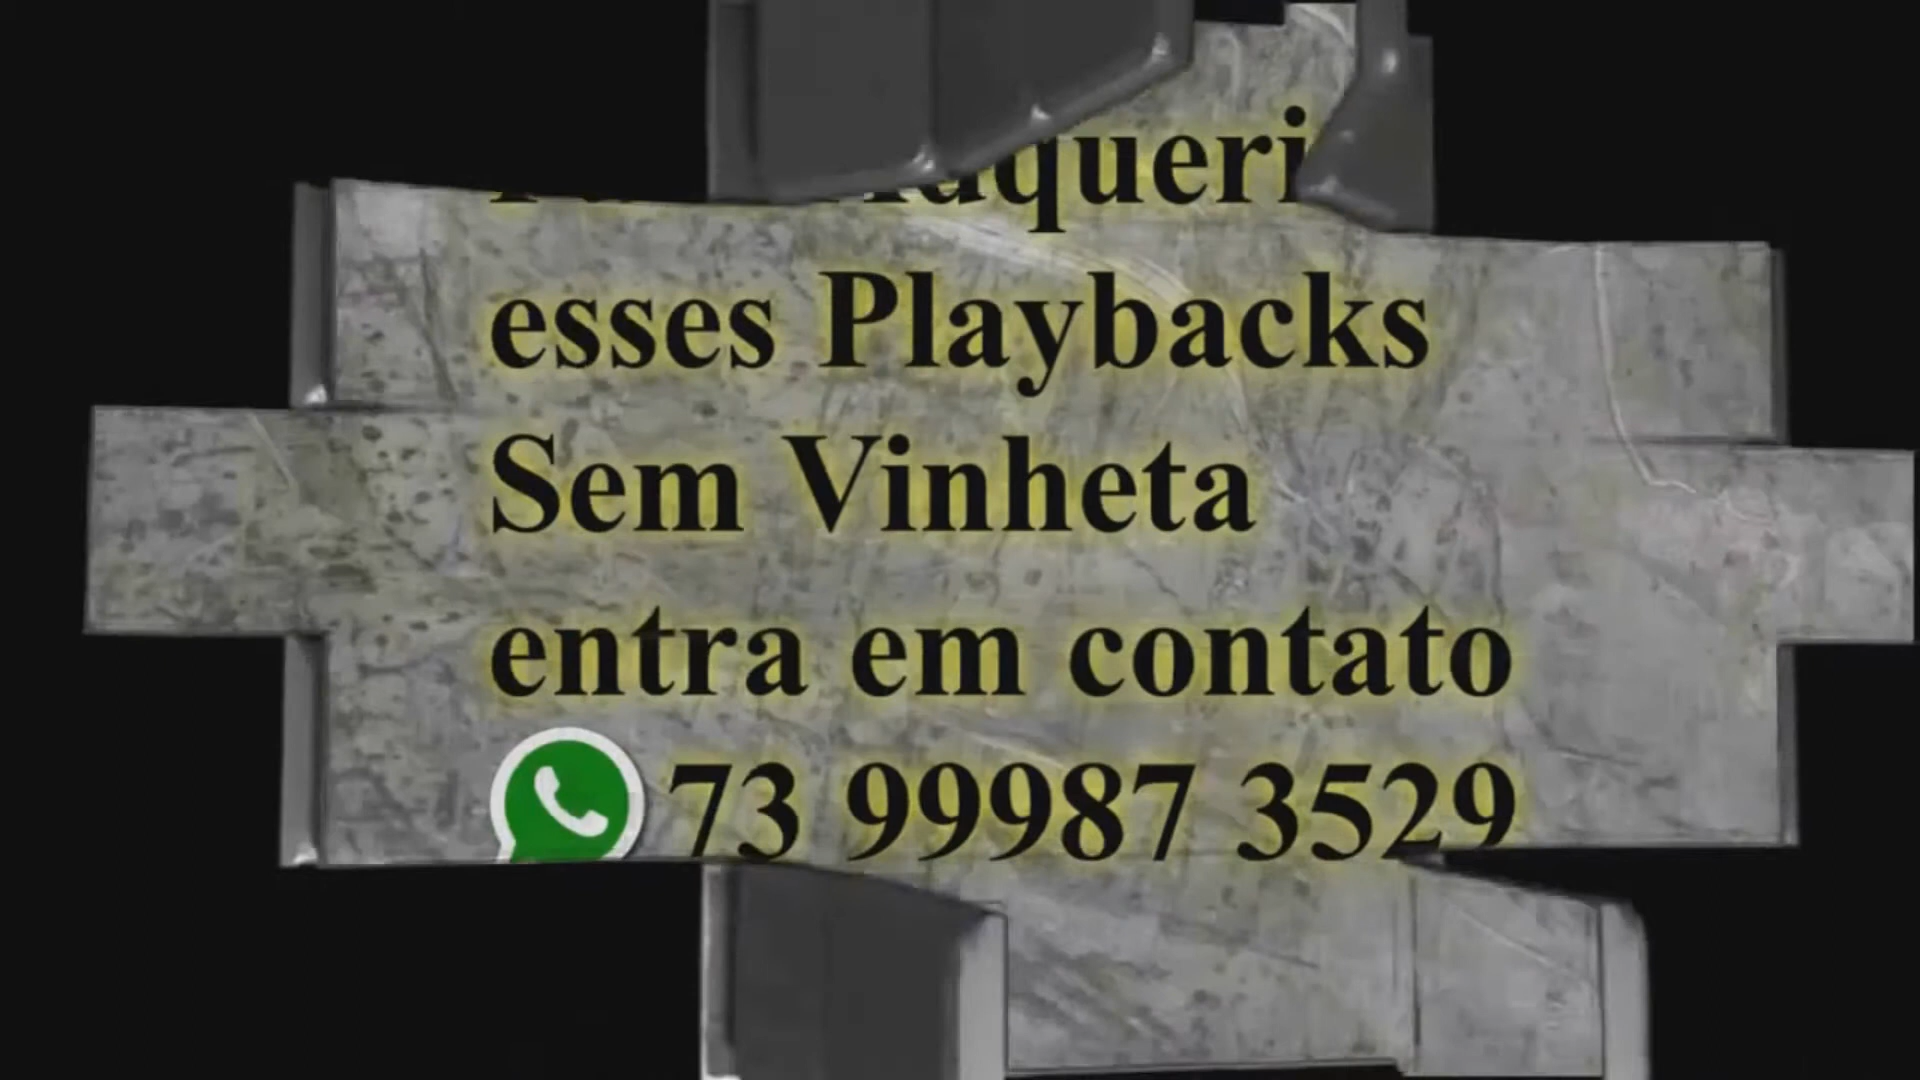 esses Playbacks
Sem Vinheta
entra em contato
73 99987 3529